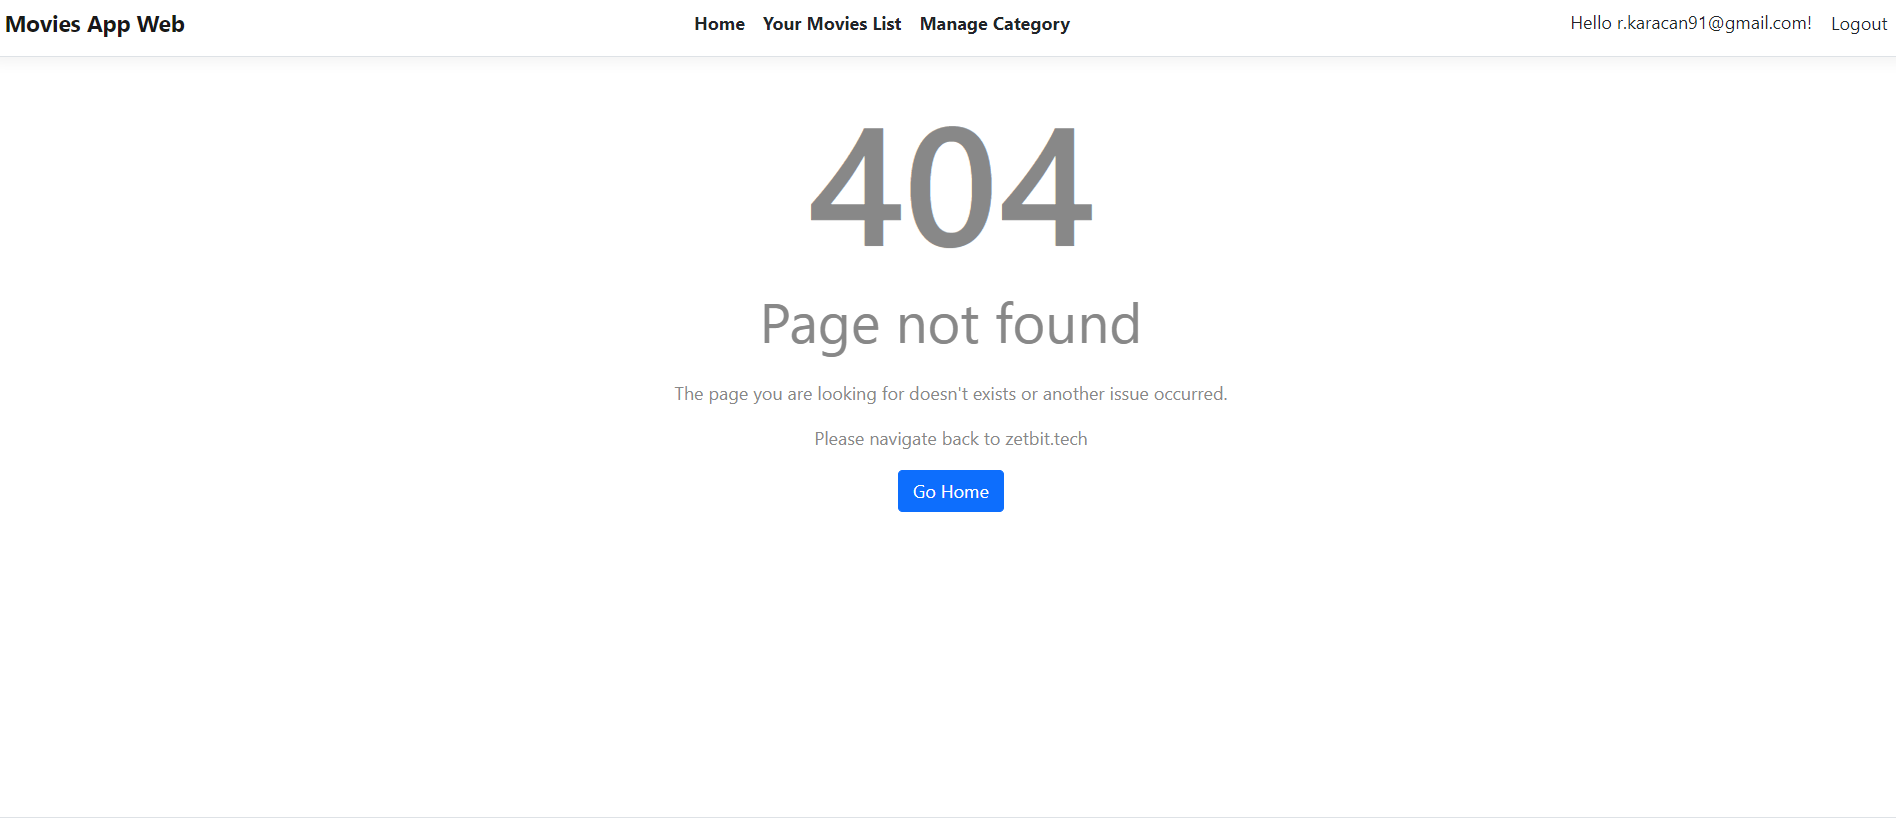 Movies App Web
Home Your Movies List Manage Category
Hello r.karacan91@gmail.com! Logout
404
Page not found
The page you are looking for doesn't exists or another issue occurred.
Please navigate back to zetbit.tech
Go Home